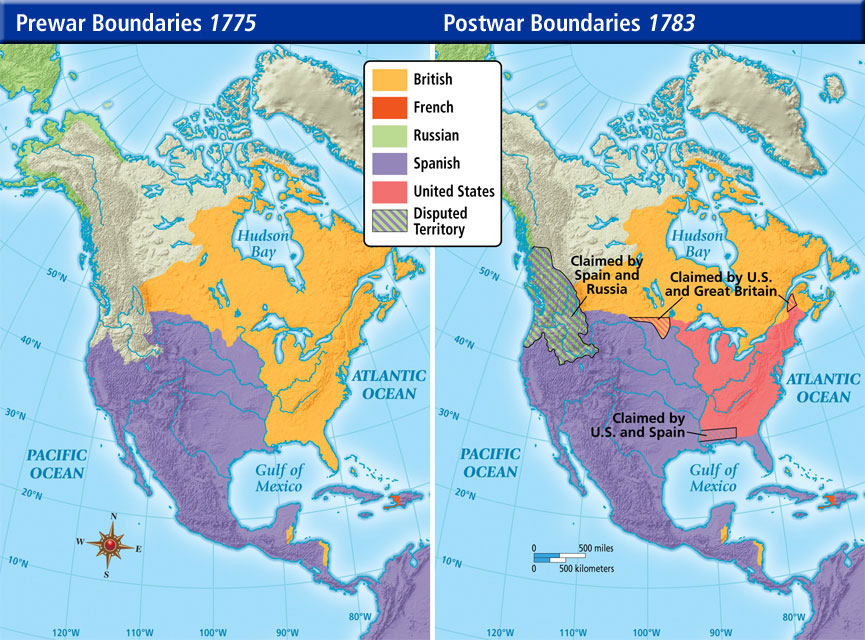 Prewar Boundaries 1775
Postwar Boundaries 1783
British
French
Russian
Spanish
United States
Disputed
Territory
Hudson
Bay
50°N
40°N
30°N
20°N
10°N
ATLANTIC
OCEAN
PACIFIC
OCEAN
Gulf of
Mexico
N
W
E
S
120°W
110°W
100°W
90°W
80°W
Hudson
Bay
Claimed by
Spain and
Russia
Claimed by U.S.
and Great Britain
50°N
40°N
30°N
20°N
10°N
ATLANTIC
OCEAN
Claimed by
U.S. and Spain
PACIFIC
OCEAN
Gulf of
Mexico
0
500 miles
0
500 kilometers
120°W
110°W
100°W
90°W
80°W